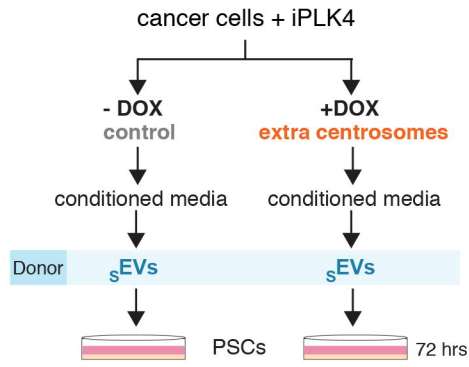 cancer cells + iPLK4
- DOX
control
+DOX
extra centrosomes
conditioned media
conditioned media
Donor
sEVs
sEVs
PSCs
72 hrs